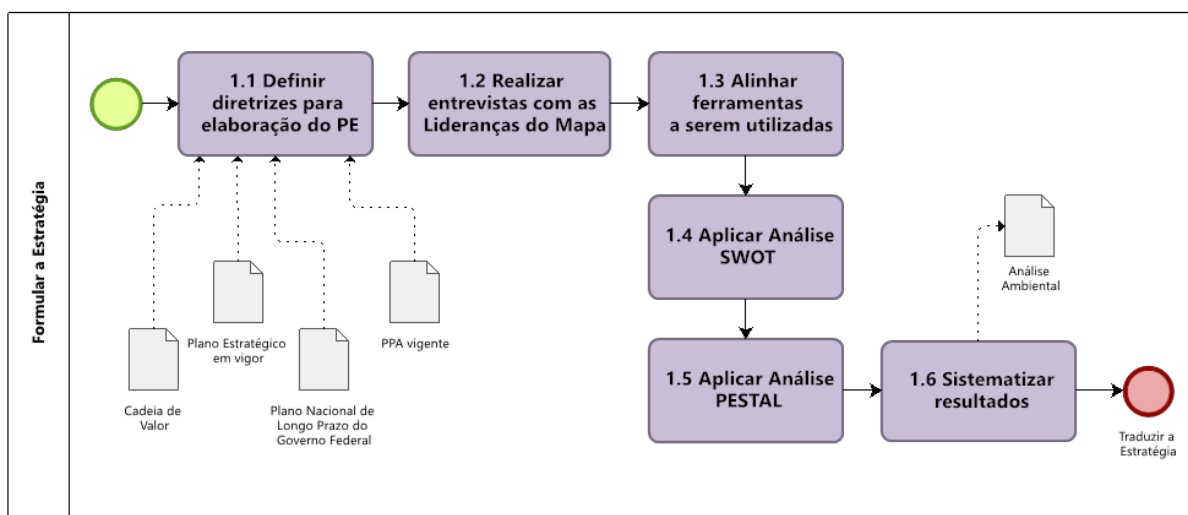 Formular a Estratégia
1.1 Definir
diretrizes para
elaboração do PE
1.2 Realizar
entrevistas com as
Lideranças do Mapa
1.3 Alinhar
ferramentas
a serem utilizadas
1.4 Aplicar Análise
SWOT
Análise
Ambiental
Plano Estratégico
em vigor
PPA vigente
Cadeia de
Valor
Plano Nacional de
Longo Prazo do
Governo Federal
1.5 Aplicar Análise
PESTAL
1.6 Sistematizar
resultados
Traduzir a
Estratégia